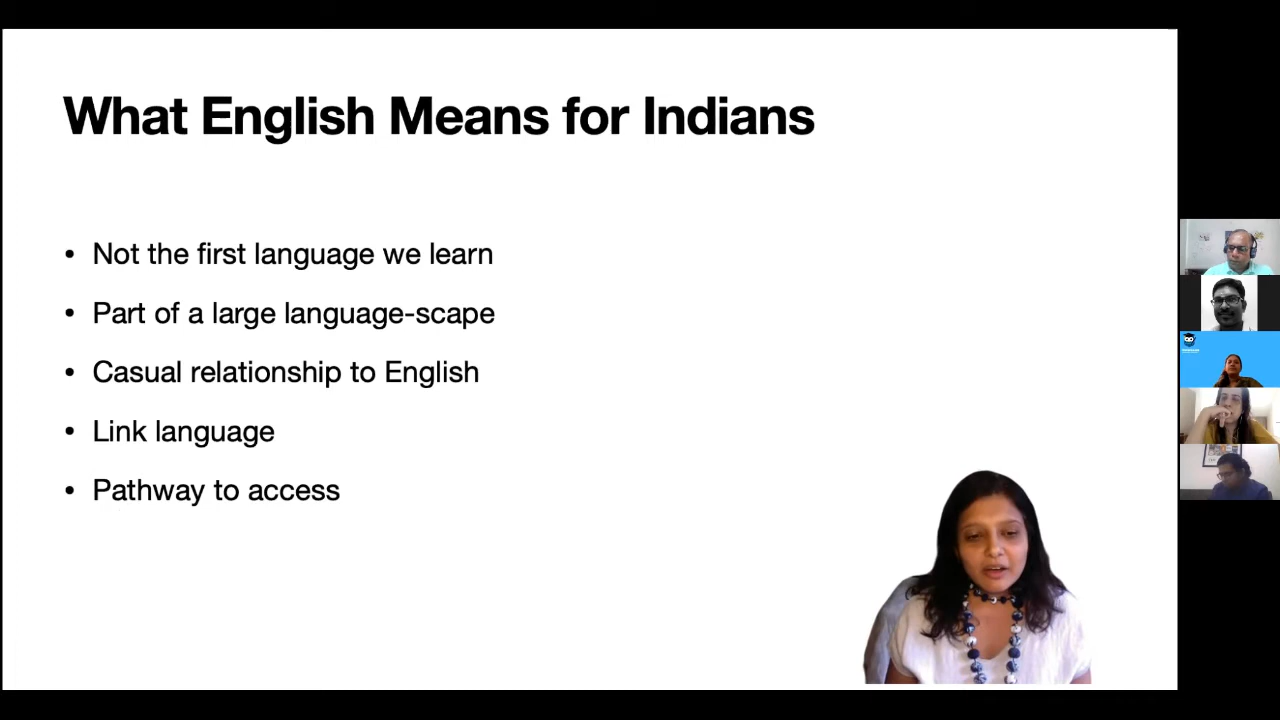 What English Means for Indians
• Not the first language we learn
• Part of a large language-scape
• Casual relationship to English
• Link language
• Pathway to access